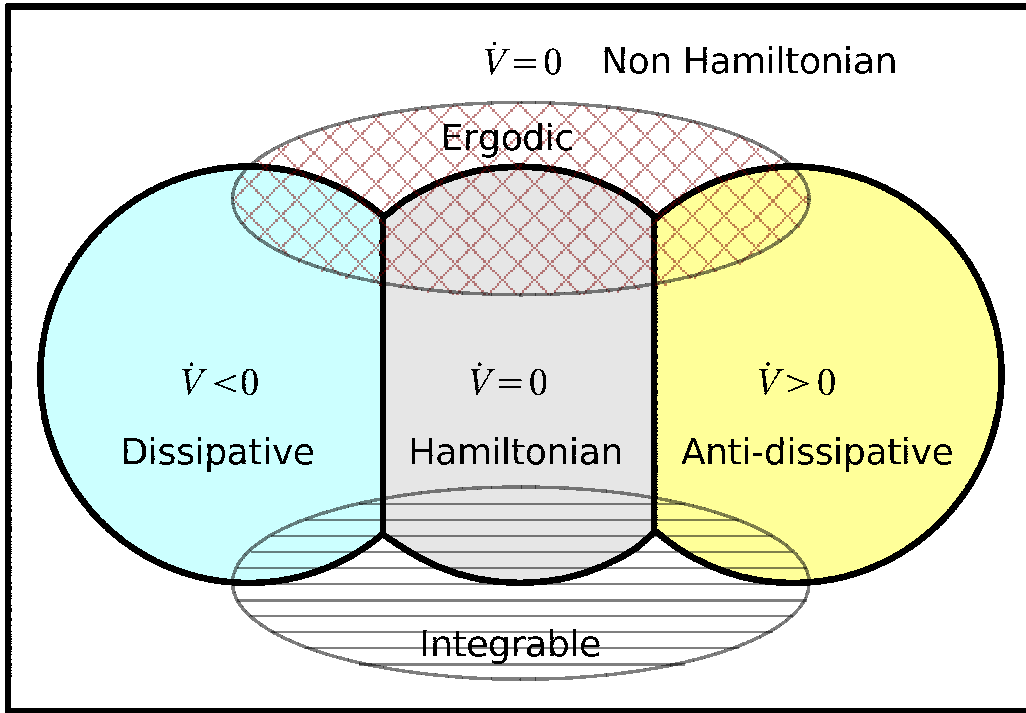 V̇ = 0 Non Hamiltonian
Ergodic
V̇ < 0
V̇ = 0
V̇ > 0
Dissipative
Hamiltonian
Anti-dissipative
Integrable